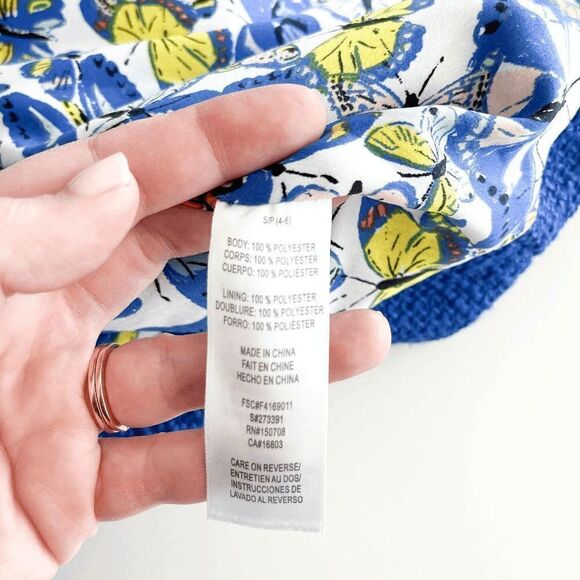 S/P (4-6)
BODY: 100 % POLYESTER
CORPS: 100 % POLYESTER
CUERPO: 100 % POLIÉSTER
LINING: 100 % POLYESTER
DOUBLURE: 100 % POLYESTER
FORRO: 100 % POLIÉSTER
MADE IN CHINA
FAIT EN CHINE
HECHO EN CHINA
FSC#F4169011
S#273391
RN#150708
CA#16803
CARE ON REVERSE/
ENTRETIEN AU DOS/
INSTRUCCIONES DE
LAVADO AL REVERSO